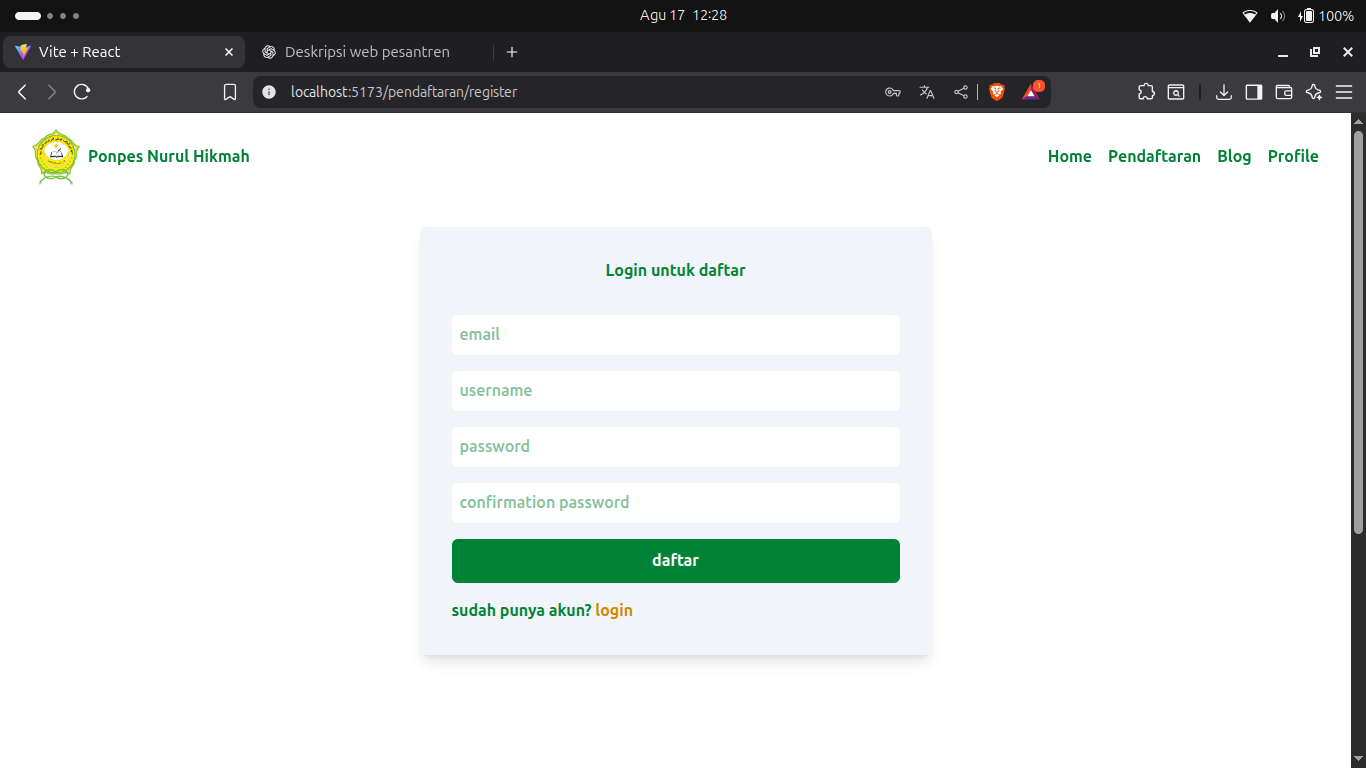 Agu 17 12:28
100%
Vite + React
Deskripsi web pesantren
localhost:5173/pendaftaran/register
1
Ponpes Nurul Hikmah
Home Pendaftaran Blog Profile
Login untuk daftar
email
username
password
confirmation password
daftar
sudah punya akun? login